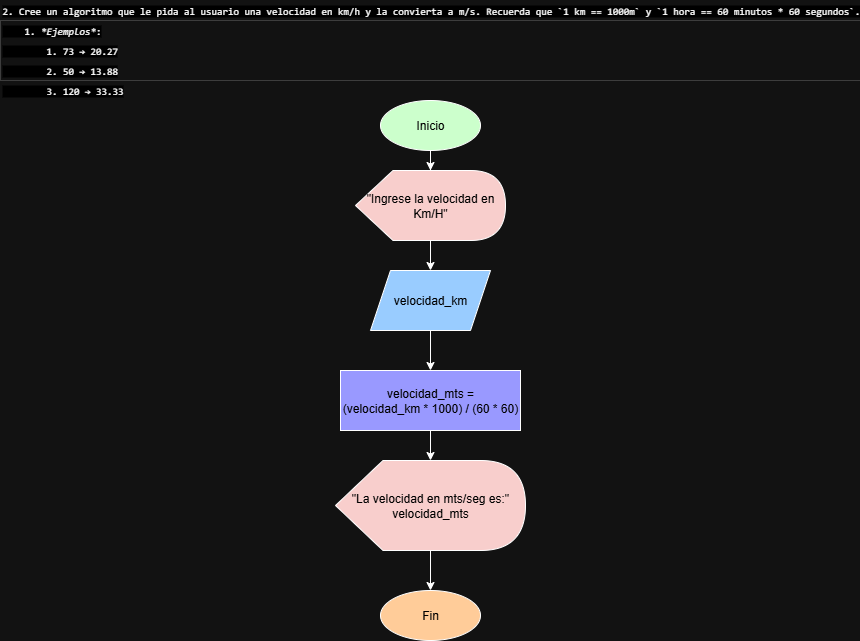 2. Cree un algoritmo que le pida al usuario una velocidad en km/h y la convierta a m/s. Recuerda que `1 km == 1000m` y `1 hora == 60 minutos * 60 segundos`.
1. *Ejemplos*:
1. 73 → 20.27
2. 50 → 13.88
3. 120 → 33.33
Inicio
"Ingrese la velocidad en
Km/H"
velocidad_km
velocidad_mts =
(velocidad_km * 1000) / (60 * 60)
"La velocidad en mts/seg es:"
velocidad_mts
Fin